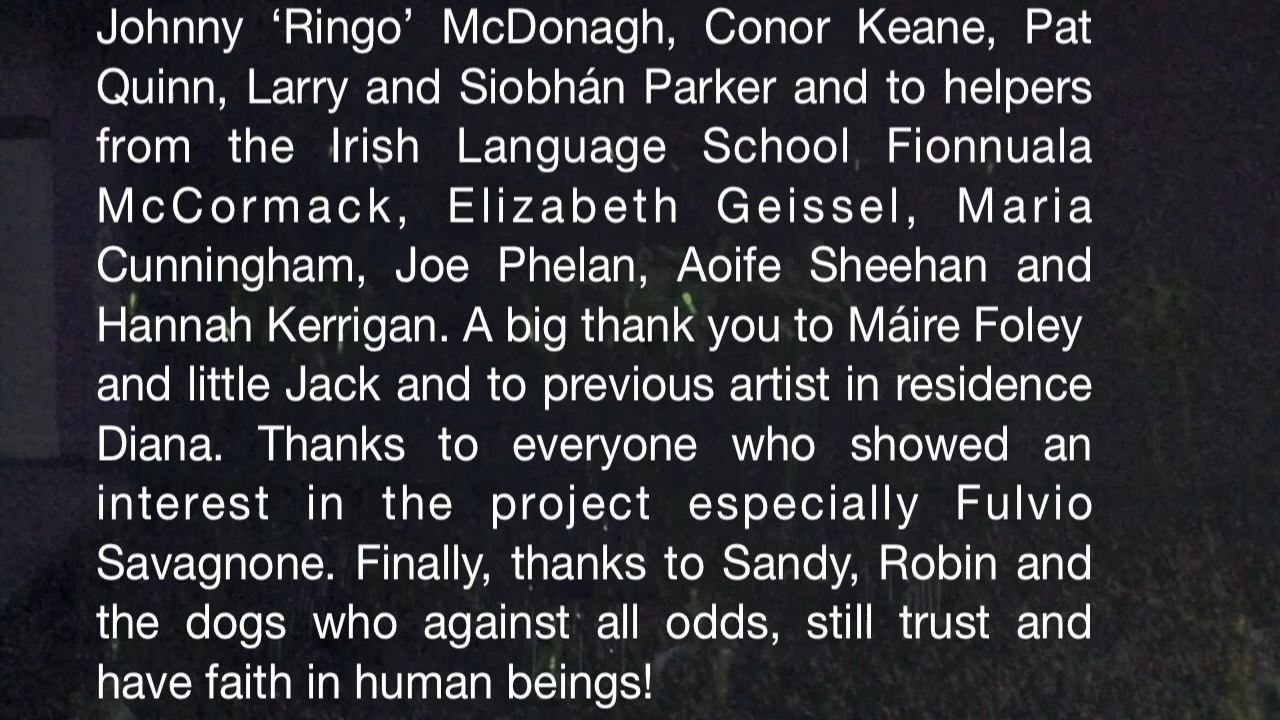 Johnny ‘Ringo’ McDonagh, Conor Keane, Pat
Quinn, Larry and Siobhán Parker and to helpers
from the Irish Language School Fionnuala
McCormack, Elizabeth Geissel, Maria
Cunningham, Joe Phelan, Aoife Sheehan and
Hannah Kerrigan. A big thank you to Máire Foley
and little Jack and to previous artist in residence
Diana. Thanks to everyone who showed an
interest in the project especially Fulvio
Savagnone. Finally, thanks to Sandy, Robin and
the dogs who against all odds, still trust and
have faith in human beings!